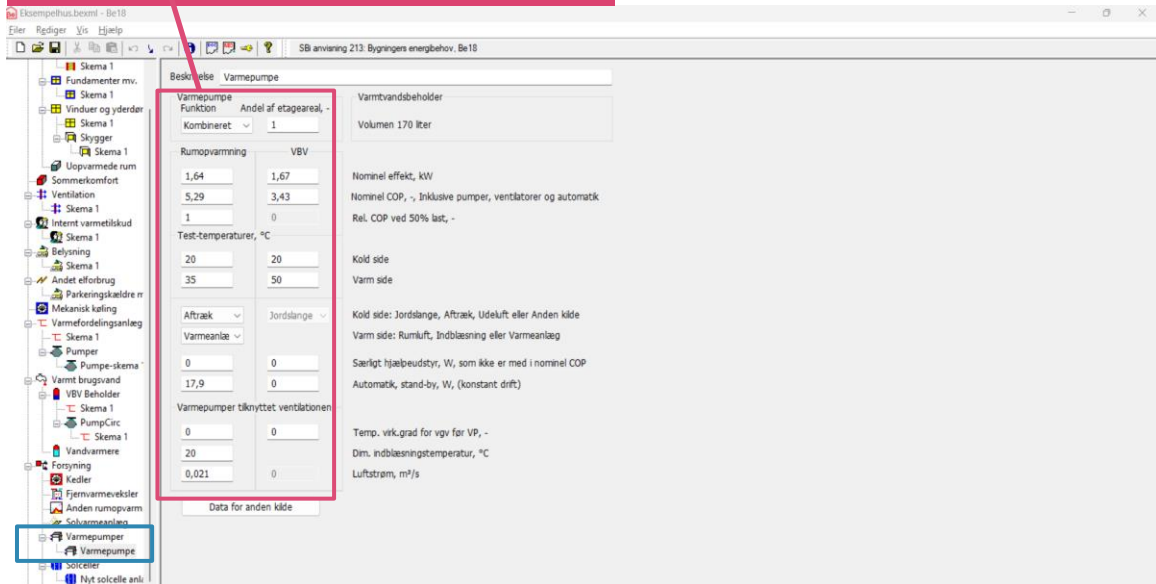 Eksempelhus.bexml - Be18
Filer Rediger Vis Hjælp
SBi anvisning 213: Bygningers energibehov, Be18
Skema 1
Fundamenter mv.
Skema 1
Vinduer og yderdør
Skema 1
Skygger
Skema 1
Uopvarmede rum
Sommerkomfort
Ventilation
Skema 1
Internt varmetilskud
Skema 1
Belysning
Skema 1
Andet elforbrug
Parkeringskældre m
Mekanisk køling
Varmefordelingsanlæg
Skema 1
Pumper
Pumpe-skema
Varmt brugsvand
VBV Beholder
Skema 1
PumpCirc
Skema 1
Vandvarmere
Forsyning
Kedler
Fjernvarmeveksler
Anden rumopvarm
Solvarmeanlæg
Varmepumper
Varmepumpe
Solceller
Nyt solcelle anl
Beskrivelse Varmepumpe
Varmepumpe
Funktion Andel af etageareal, -
Kombineret 1
Varmtvandsbeholder
Volumen 170 liter
Rumopvarmning VBV
1,64 1,67 Nominel effekt, kW
5,29 3,43 Nominel COP, -, Inklusive pumper, ventilatorer og automatik
1 0 Rel. COP ved 50% last, -
Test-temperaturer, °C
20 20 Kold side
35 50 Varm side
Aftræk Jordslange Kold side: Jordslange, Aftræk, Udeluft eller Anden kilde
Varmeanlæ Varm side: Rumluft, Indblæsning eller Varmeanlæg
0 0 Særligt hjælpeudstyr, W, som ikke er med i nominel COP
17,9 0 Automatik, stand-by, W, (konstant drift)
Varmepumper tilknyttet ventilationen
0 0 Temp. virk.grad for vgv før VP, -
20 Dim. indblæsningstemperatur, °C
0,021 0 Luftstrøm, m³/s
Data for anden kilde